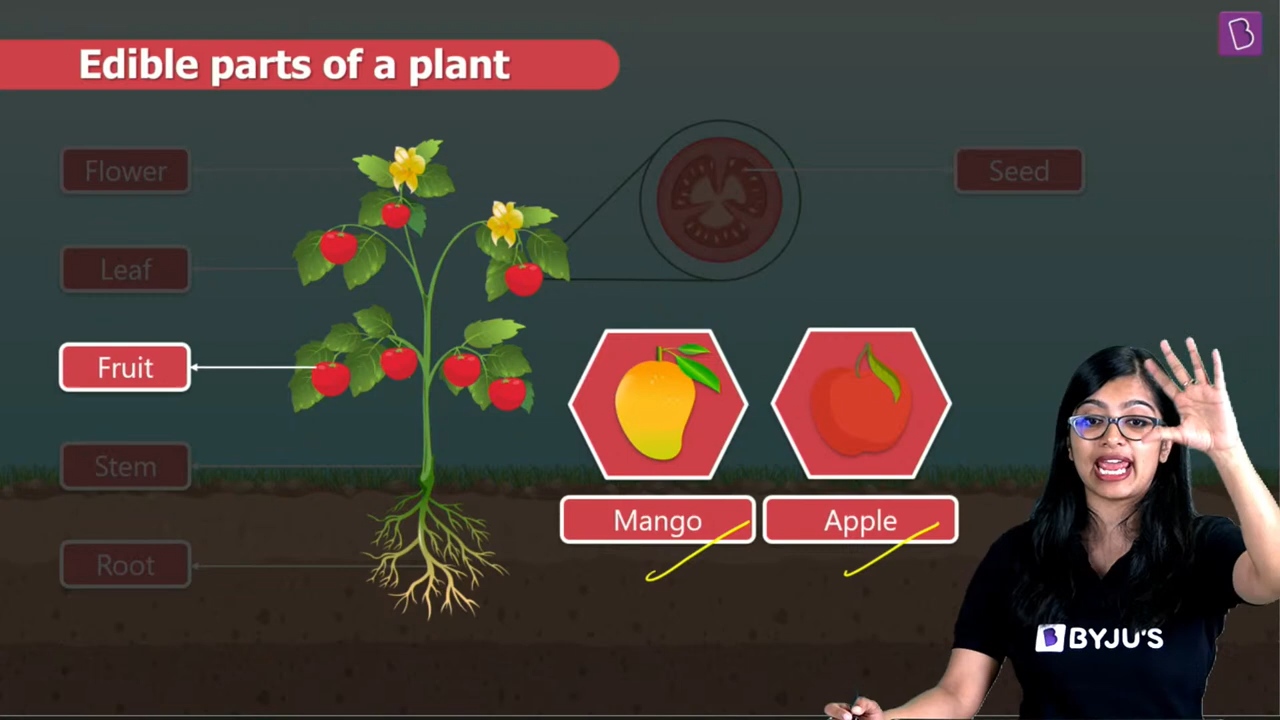 Edible parts of a plant
Flower
Seed
Leaf
Fruit
Stem
Mango
Apple
Root
BYJU'S